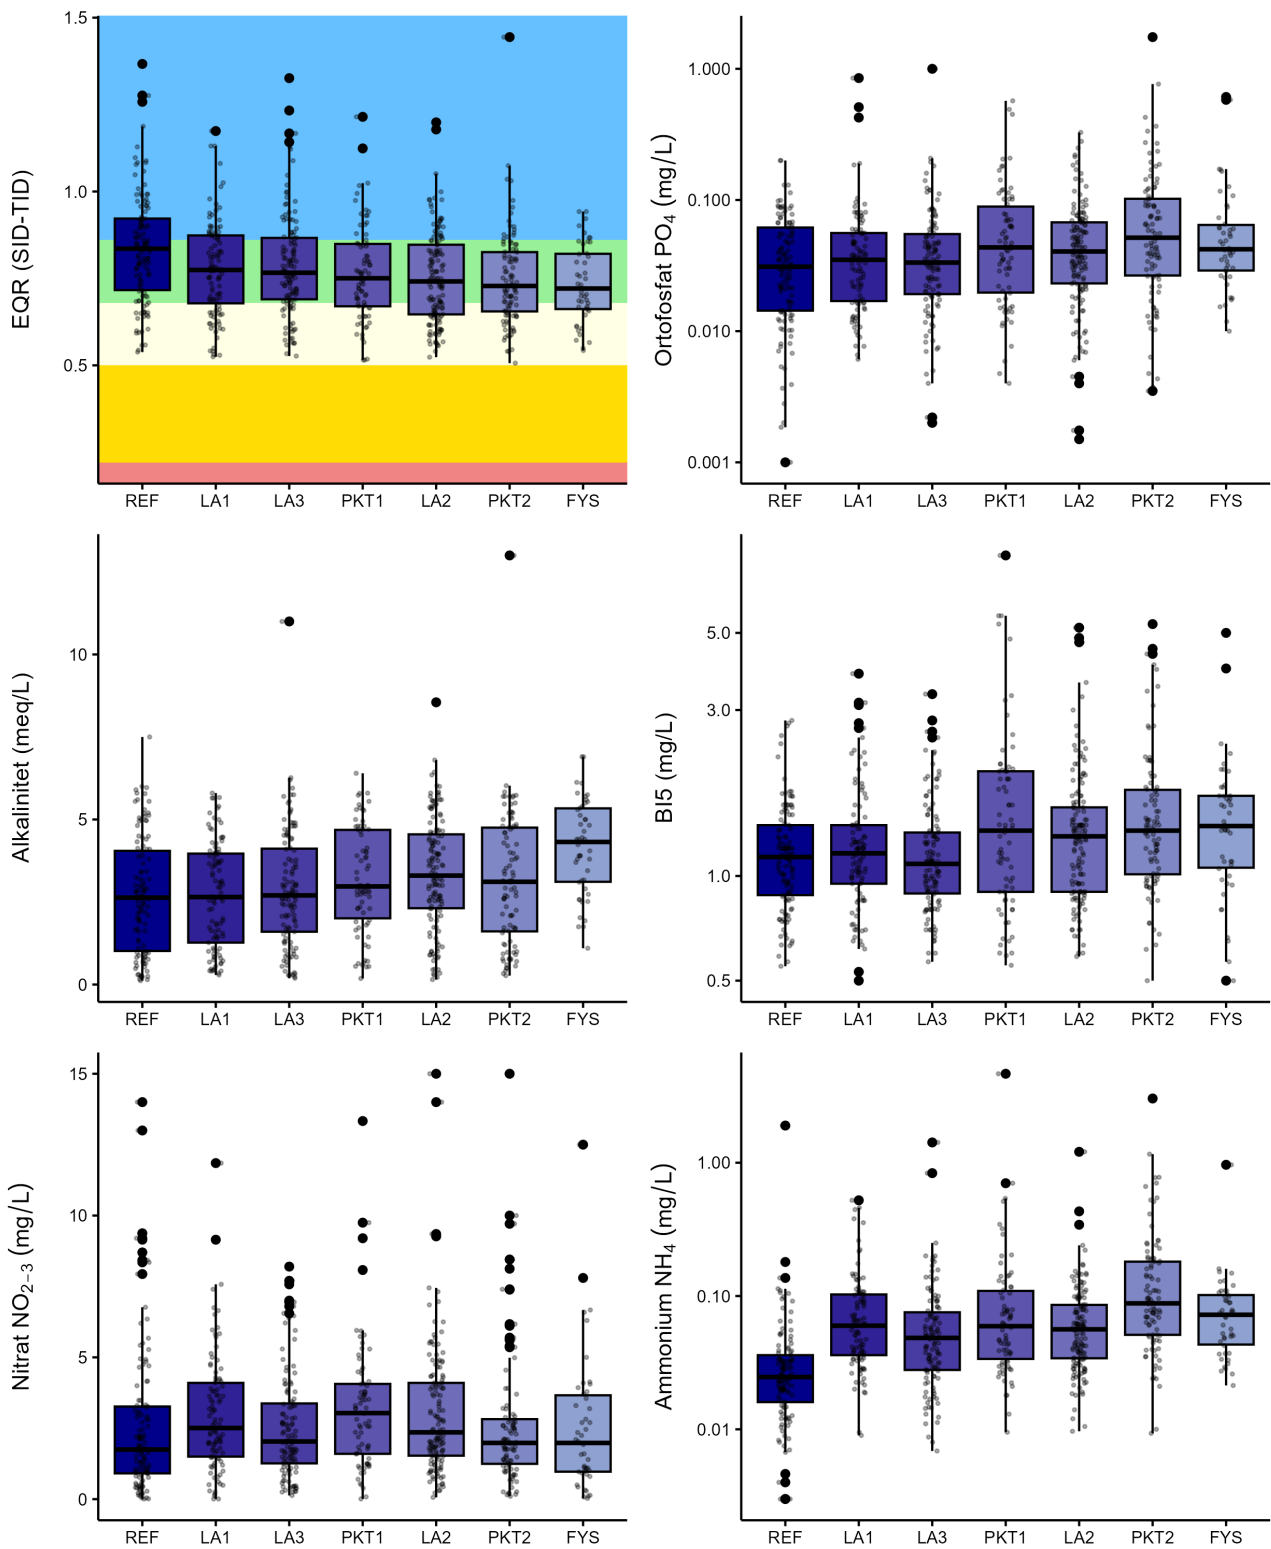 EQR (SID-TID)
1.5
1.0
0.5
REF LA1 LA3 PKT1 LA2 PKT2 FYS
Ortofosfat PO₄ (mg/L)
1.000
0.100
0.010
0.001
REF LA1 LA3 PKT1 LA2 PKT2 FYS
Alkalinitet (meq/L)
10
5
0
REF LA1 LA3 PKT1 LA2 PKT2 FYS
BI5 (mg/L)
5.0
3.0
1.0
0.5
REF LA1 LA3 PKT1 LA2 PKT2 FYS
Nitrat NO₂₋₃ (mg/L)
15
10
5
0
REF LA1 LA3 PKT1 LA2 PKT2 FYS
Ammonium NH₄ (mg/L)
1.00
0.10
0.01
REF LA1 LA3 PKT1 LA2 PKT2 FYS